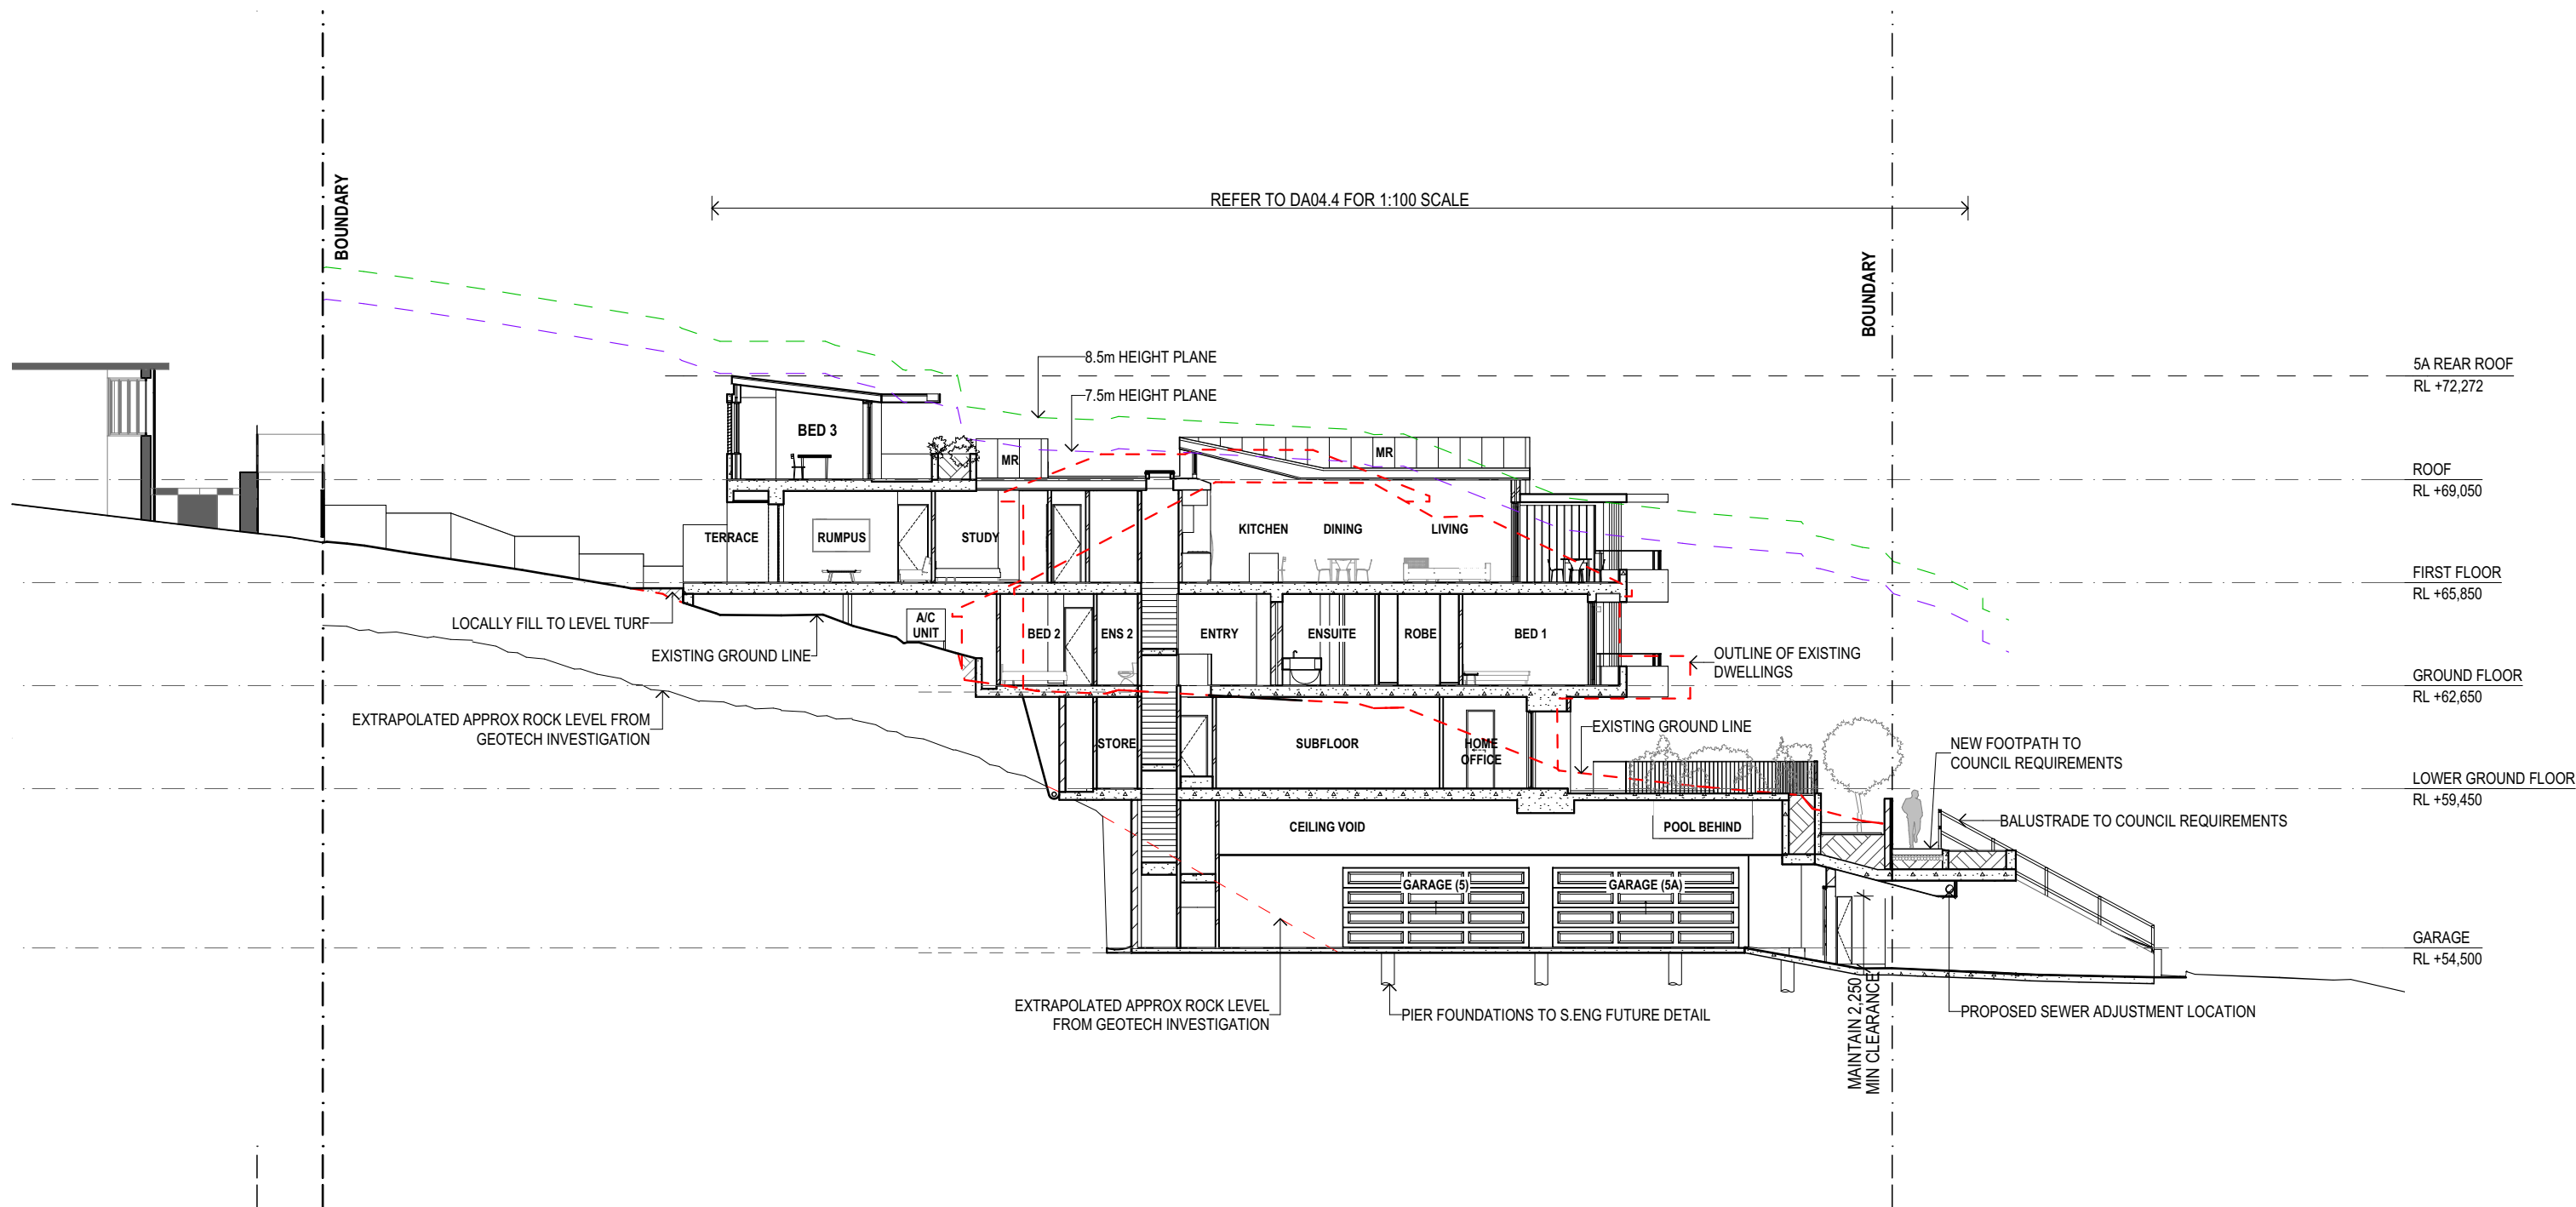 REFER TO DA04.4 FOR 1:100 SCALE
BOUNDARY
BOUNDARY
8.5m HEIGHT PLANE
7.5m HEIGHT PLANE
5A REAR ROOF
RL +72,272
BED 3
MR
MR
ROOF
RL +69,050
TERRACE
RUMPUS
STUDY
KITCHEN
DINING
LIVING
FIRST FLOOR
RL +65,850
LOCALLY FILL TO LEVEL TURF
EXISTING GROUND LINE
A/C
UNIT
BED 2
ENS 2
ENTRY
ENSUITE
ROBE
BED 1
OUTLINE OF EXISTING
DWELLINGS
GROUND FLOOR
RL +62,650
EXTRAPOLATED APPROX ROCK LEVEL FROM
GEOTECH INVESTIGATION
STORE
SUBFLOOR
HOME
OFFICE
EXISTING GROUND LINE
NEW FOOTPATH TO
COUNCIL REQUIREMENTS
LOWER GROUND FLOOR
RL +59,450
CEILING VOID
POOL BEHIND
BALUSTRADE TO COUNCIL REQUIREMENTS
GARAGE (5)
GARAGE (5A)
GARAGE
RL +54,500
EXTRAPOLATED APPROX ROCK LEVEL
FROM GEOTECH INVESTIGATION
PIER FOUNDATIONS TO S.ENG FUTURE DETAIL
MAINTAIN 2,250
MIN CLEARANCE
PROPOSED SEWER ADJUSTMENT LOCATION